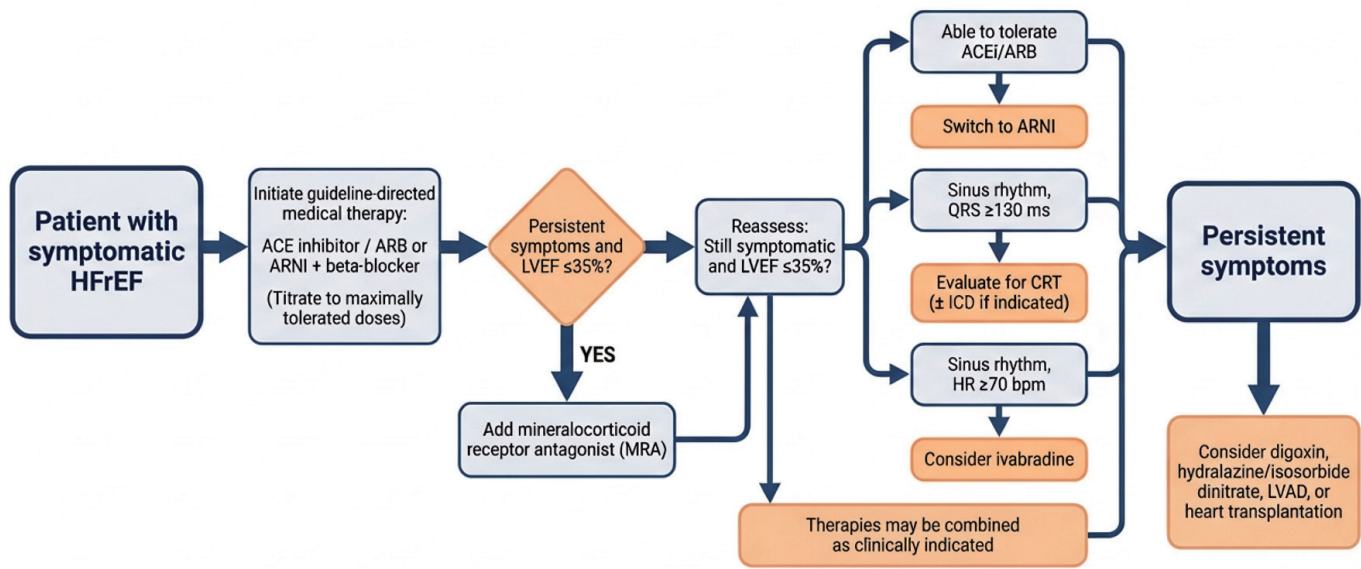 Patient with
symptomatic
HFrEF
Initiate guideline-directed
medical therapy:
ACE inhibitor / ARB or
ARNI + beta-blocker
(Titrate to maximally
tolerated doses)
Persistent
symptoms and
LVEF ≤35%?
YES
Add mineralocorticoid
receptor antagonist (MRA)
Reassess:
Still symptomatic
and LVEF ≤35%?
Able to tolerate
ACEi/ARB
Switch to ARNI
Sinus rhythm,
QRS ≥130 ms
Evaluate for CRT
(± ICD if indicated)
Sinus rhythm,
HR ≥70 bpm
Consider ivabradine
Therapies may be combined
as clinically indicated
Persistent
symptoms
Consider digoxin,
hydralazine/isosorbide
dinitrate, LVAD, or
heart transplantation